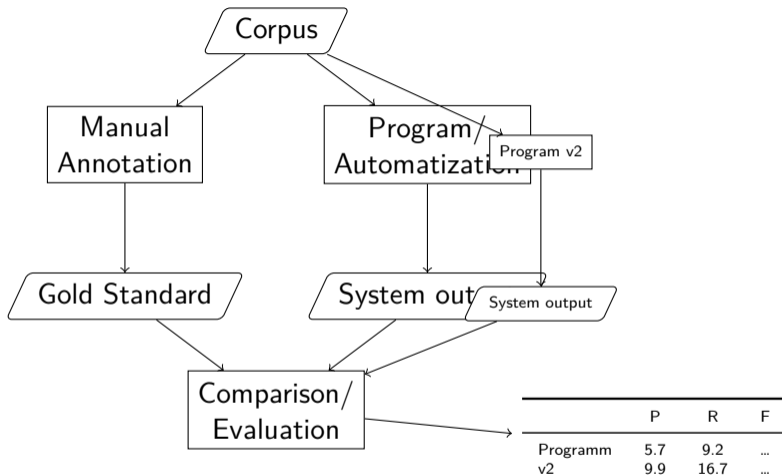 Corpus
Manual
Annotation
Program/
Automatization
Program v2
Gold Standard
System out
System output
Comparison/
Evaluation
P R F
Programm 5.7 9.2 ...
v2 9.9 16.7 ...